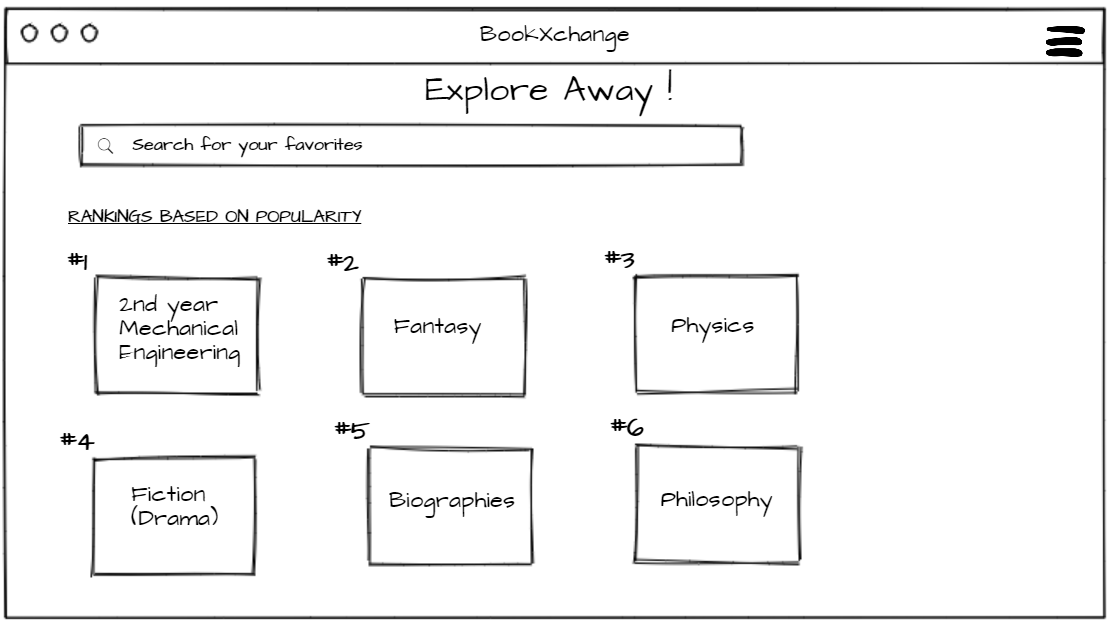 BookXchange
Explore Away !
Search for your favorites
RANKINGS BASED ON POPULARITY
#1
#2
#3
2nd year
Mechanical
Engineering
Fantasy
Physics
#4
#5
#6
Fiction
(Drama)
Biographies
Philosophy